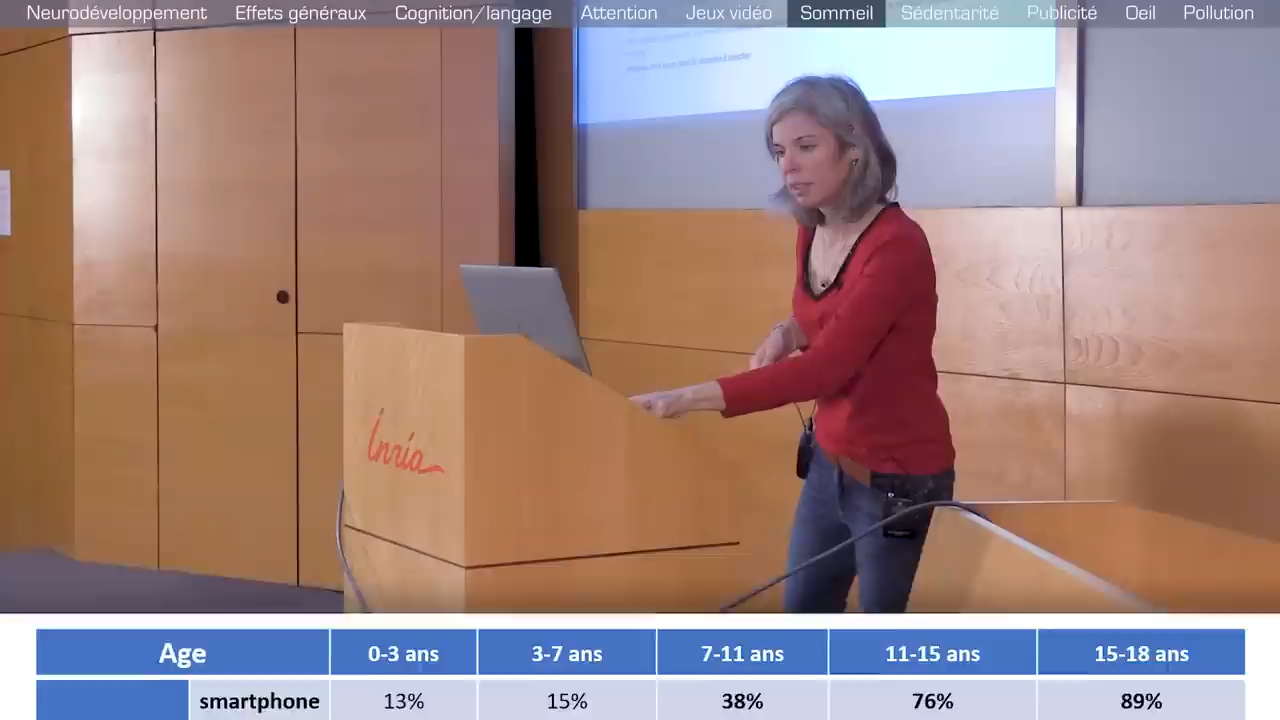 Neurodéveloppement Effets généraux Cognition/langage Attention Jeux vidéo Sommeil Sédentarité Publicité Oeil Pollution
Inria
Age 0-3 ans 3-7 ans 7-11 ans 11-15 ans 15-18 ans
smartphone 13% 15% 38% 76% 89%